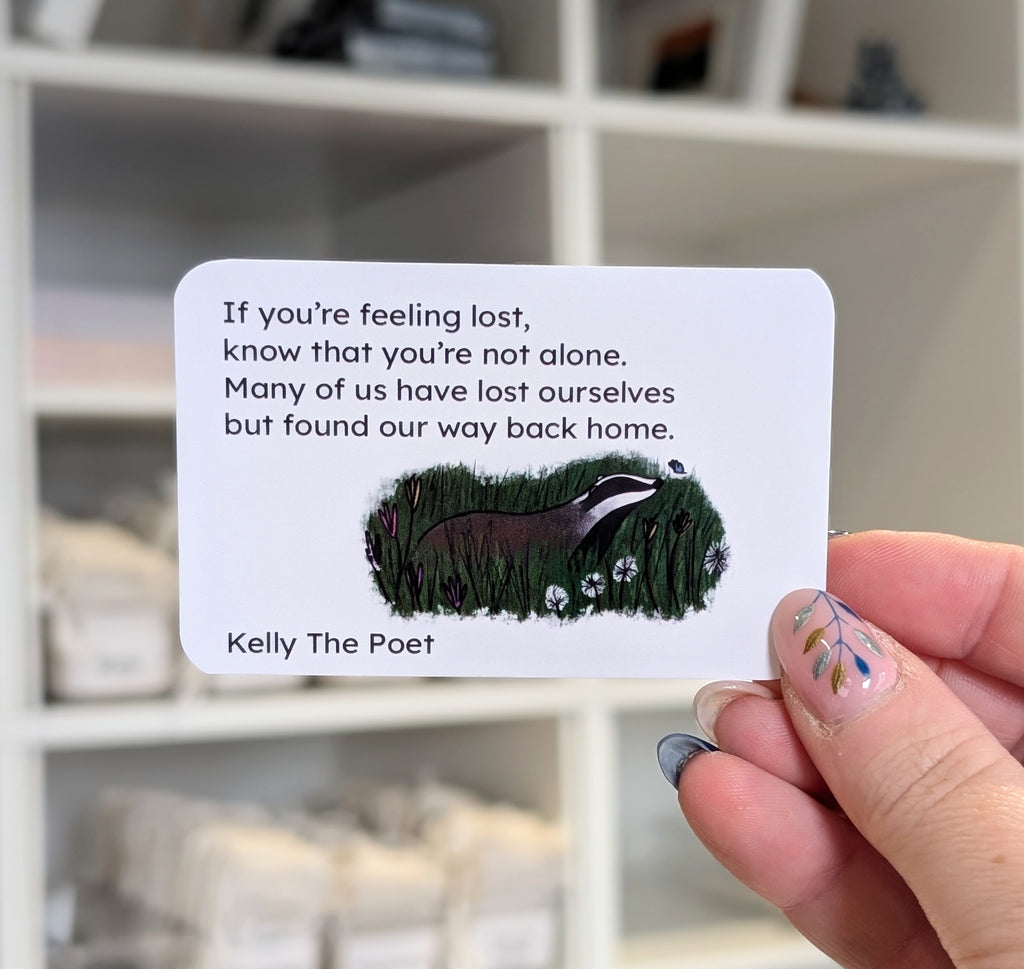 If you’re feeling lost,
know that you’re not alone.
Many of us have lost ourselves
but found our way back home.
Kelly The Poet